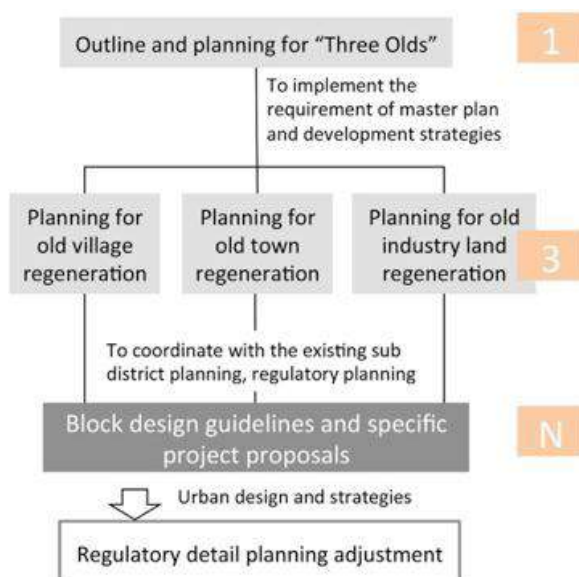 Outline and planning for “Three Olds”
1
To implement the
requirement of master plan
and development strategies
Planning for
old village
regeneration
Planning for
old town
regeneration
Planning for old
industry land
regeneration
3
To coordinate with the existing sub
district planning, regulatory planning
Block design guidelines and specific
project proposals
N
Urban design and strategies
Regulatory detail planning adjustment